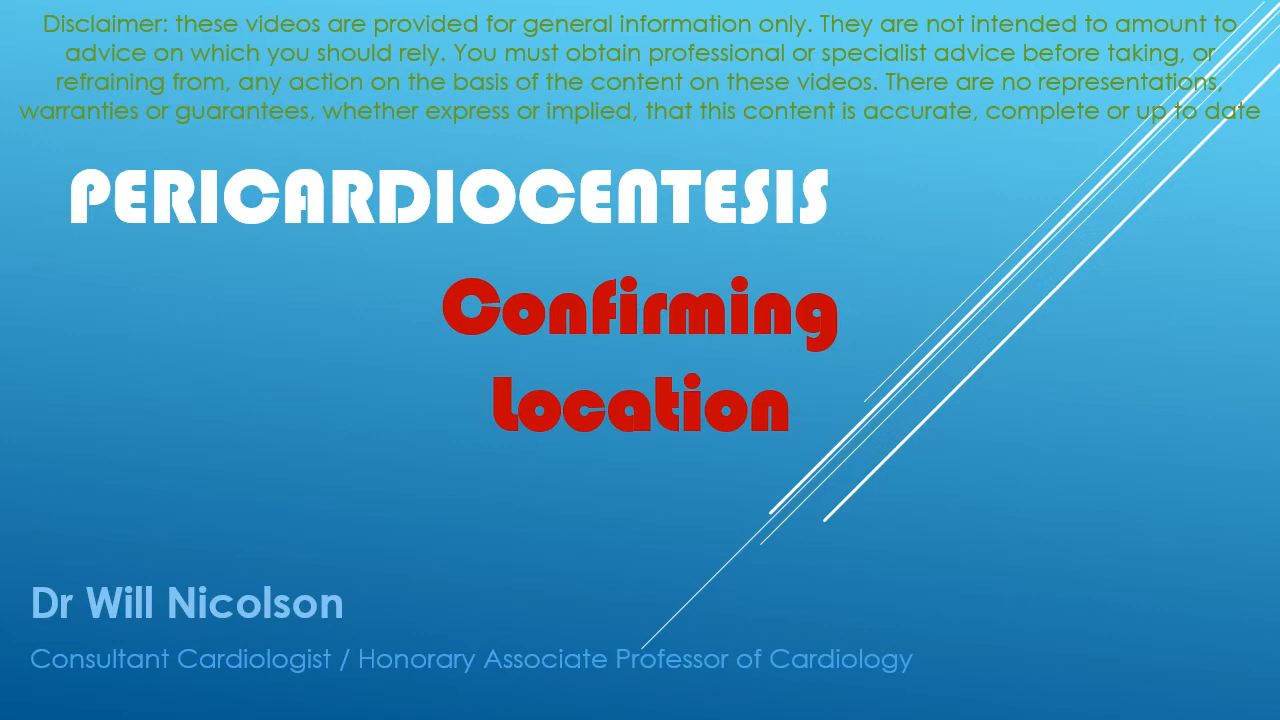 Disclaimer: these videos are provided for general information only. They are not intended to amount to
advice on which you should rely. You must obtain professional or specialist advice before taking, or
refraining from, any action on the basis of the content on these videos. There are no representations,
warranties or guarantees, whether express or implied, that this content is accurate, complete or up to date
PERICARDIOCENTESIS
Confirming
Location
Dr Will Nicolson
Consultant Cardiologist / Honorary Associate Professor of Cardiology